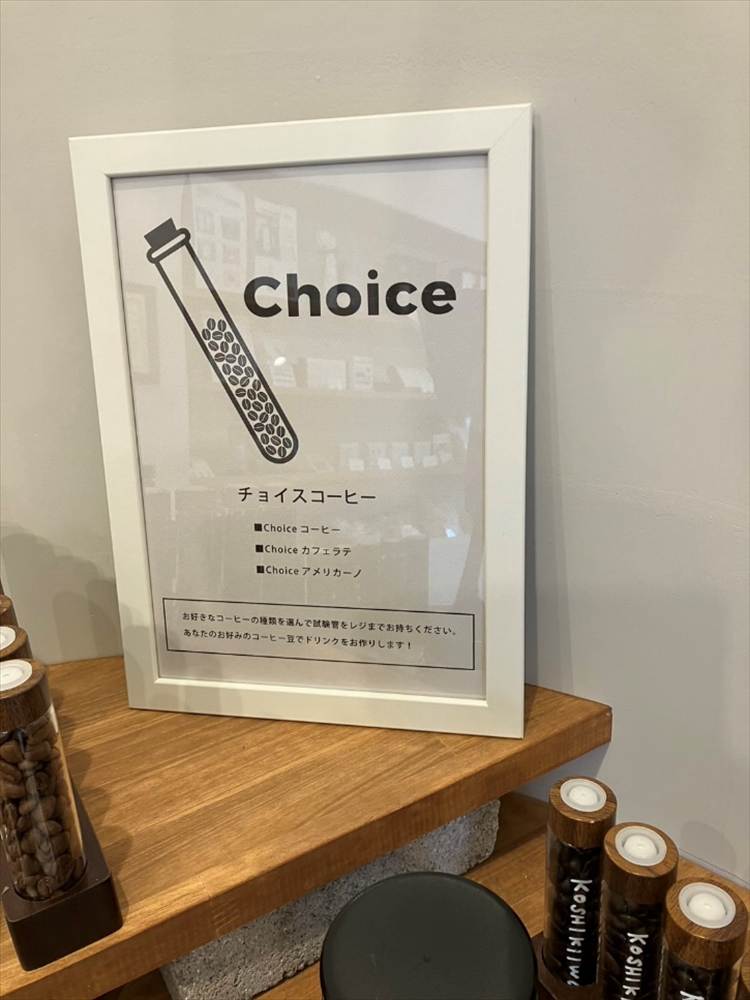 Choice
チョイスコーヒー
■Choice コーヒー
■Choice カフェラテ
■Choice アメリカーノ
お好きなコーヒーの種類を選んで試験管をレジまでお持ちください。
あなたのお好みのコーヒー豆でドリンクをお作りします！